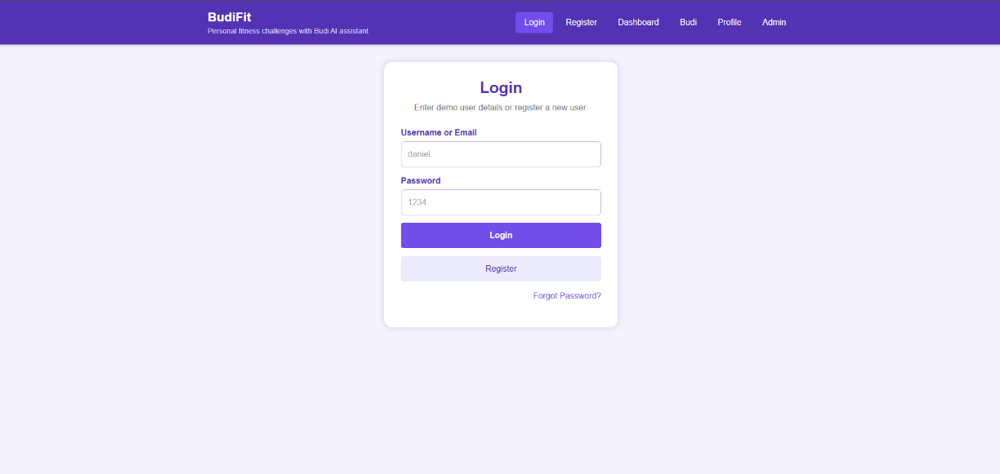 BudiFit
Personal fitness challenges with Budi AI assistant
Login Register Dashboard Budi Profile Admin
Login
Enter demo user details or register a new user.
Username or Email
daniel
Password
1234
Login
Register
Forgot Password?